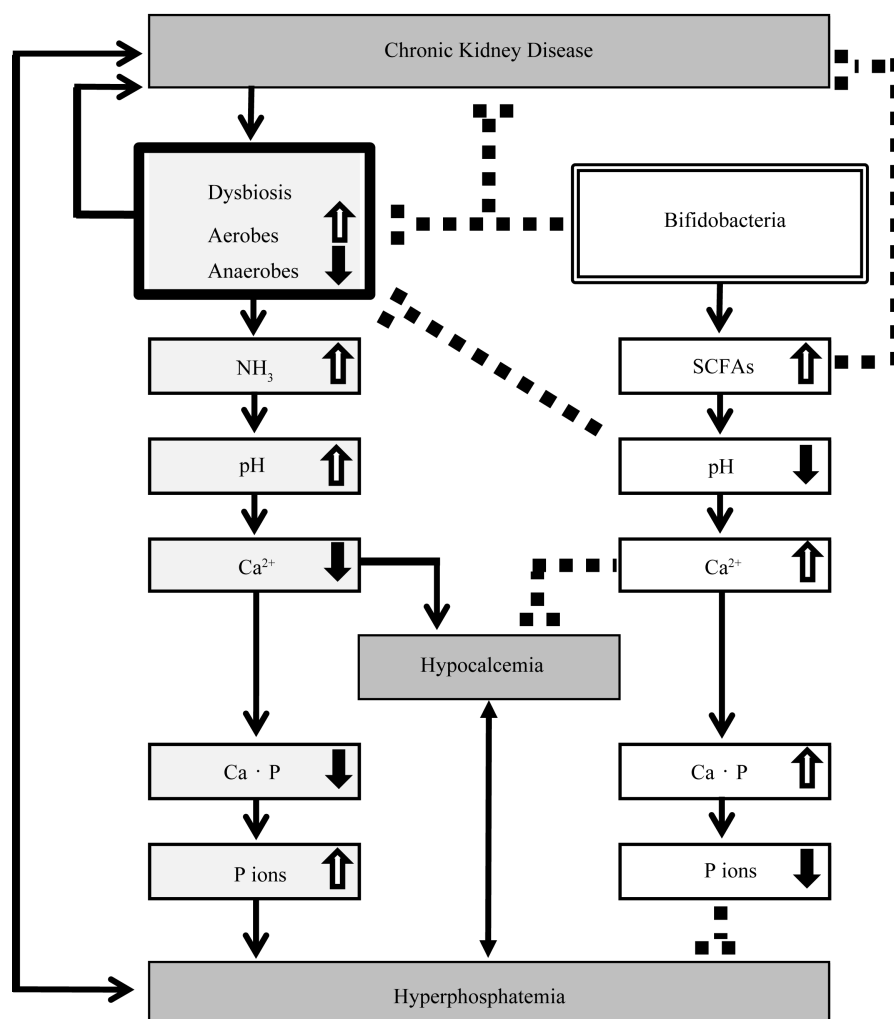 Chronic Kidney Disease
Dysbiosis
Aerobes
Anaerobes
Bifidobacteria
NH₃
SCFAs
pH
pH
Ca²⁺
Ca²⁺
Hypocalcemia
Ca · P
Ca · P
P ions
P ions
Hyperphosphatemia